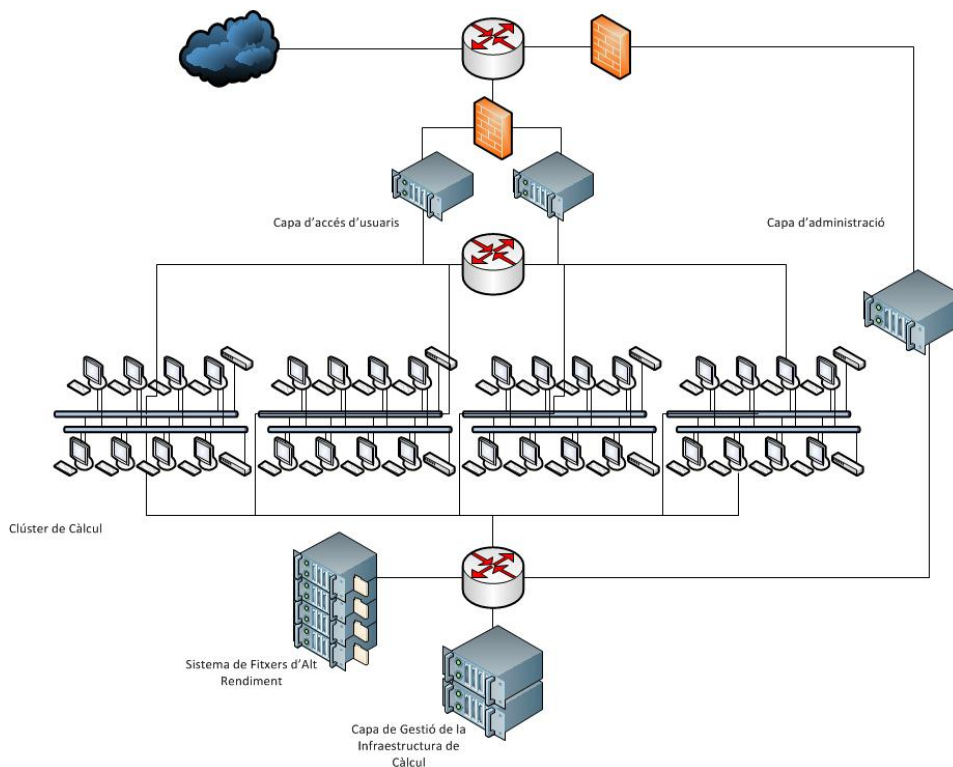 Capa d'accés d'usuaris
Capa d'administració
Clúster de Càlcul
Sistema de Fitxers d'Alt
Rendiment
Capa de Gestió de la
Infraestructura de
Càlcul